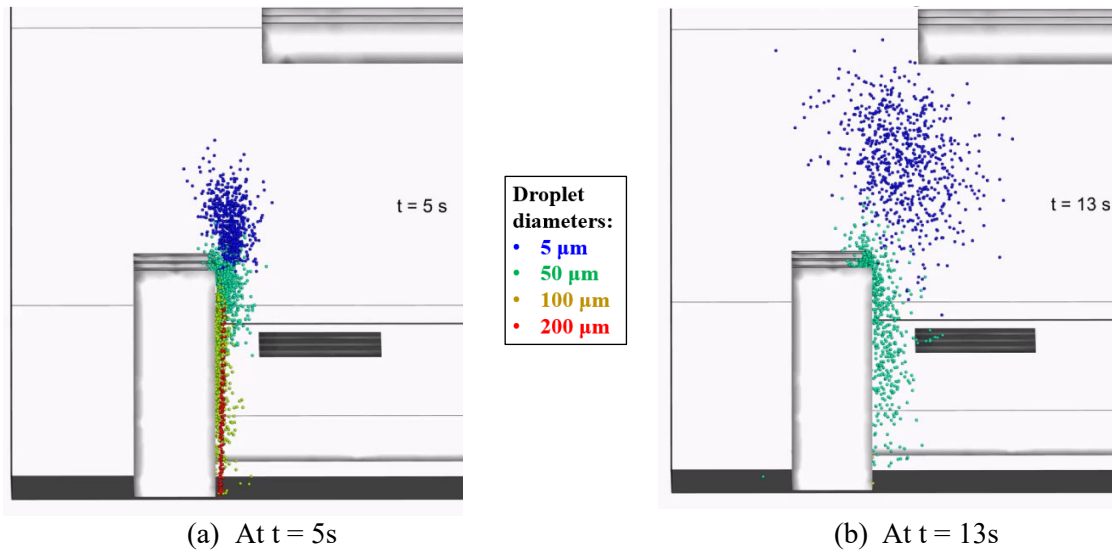 t = 5 s
Droplet
diameters:
• 5 µm
• 50 µm
• 100 µm
• 200 µm
t = 13 s
(a) At t = 5s
(b) At t = 13s